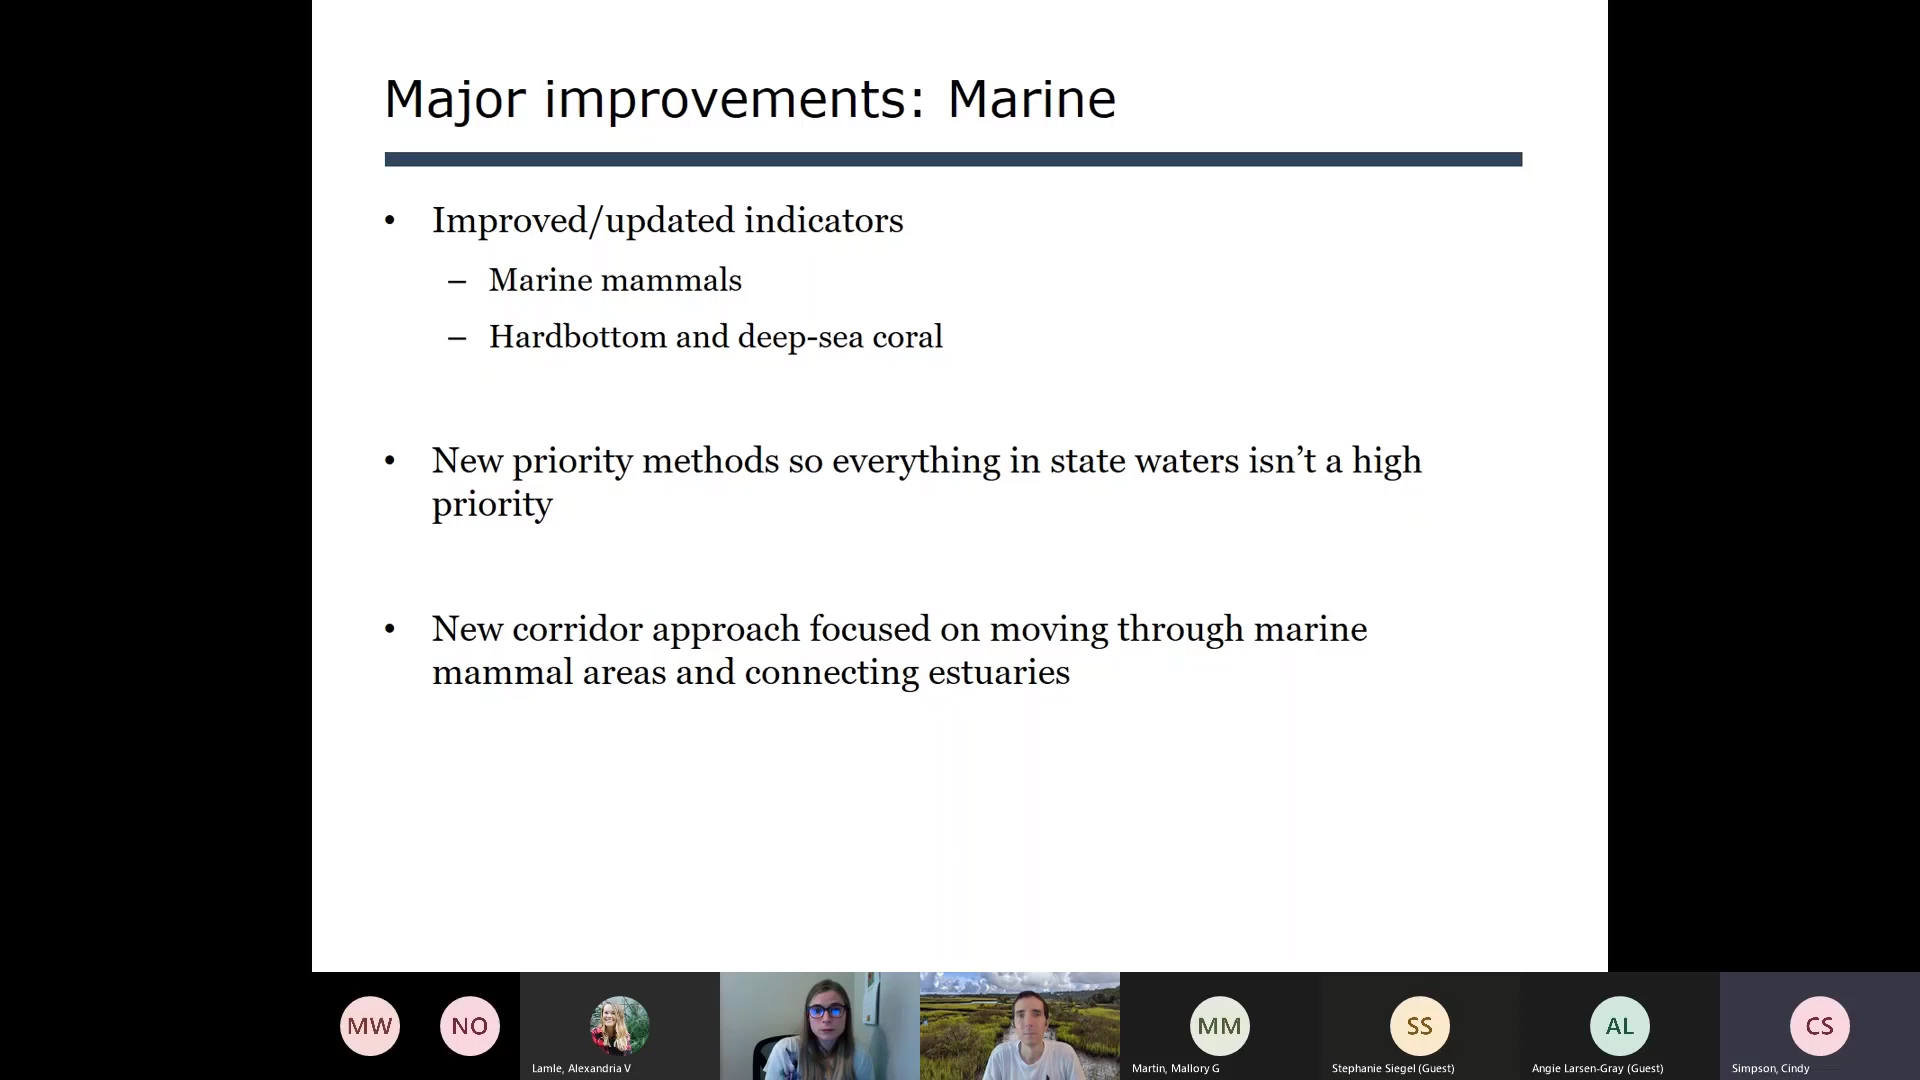 Major improvements: Marine
• Improved/updated indicators
– Marine mammals
– Hardbottom and deep-sea coral
• New priority methods so everything in state waters isn’t a high
priority
• New corridor approach focused on moving through marine
mammal areas and connecting estuaries
MW
NO
MM
SS
AL
CS
Lamle, Alexandria V
Martin, Mallory G
Stephanie Siegel (Guest)
Angie Larsen-Gray (Guest)
Simpson, Cindy